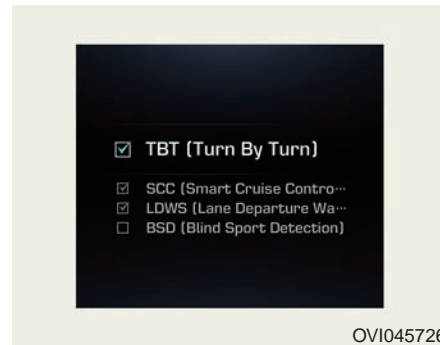 TBT (Turn By Turn)
SCC (Smart Cruise Contro···
LDWS (Lane Departure Wa···
BSD (Blind Sport Detection)
OVI045726